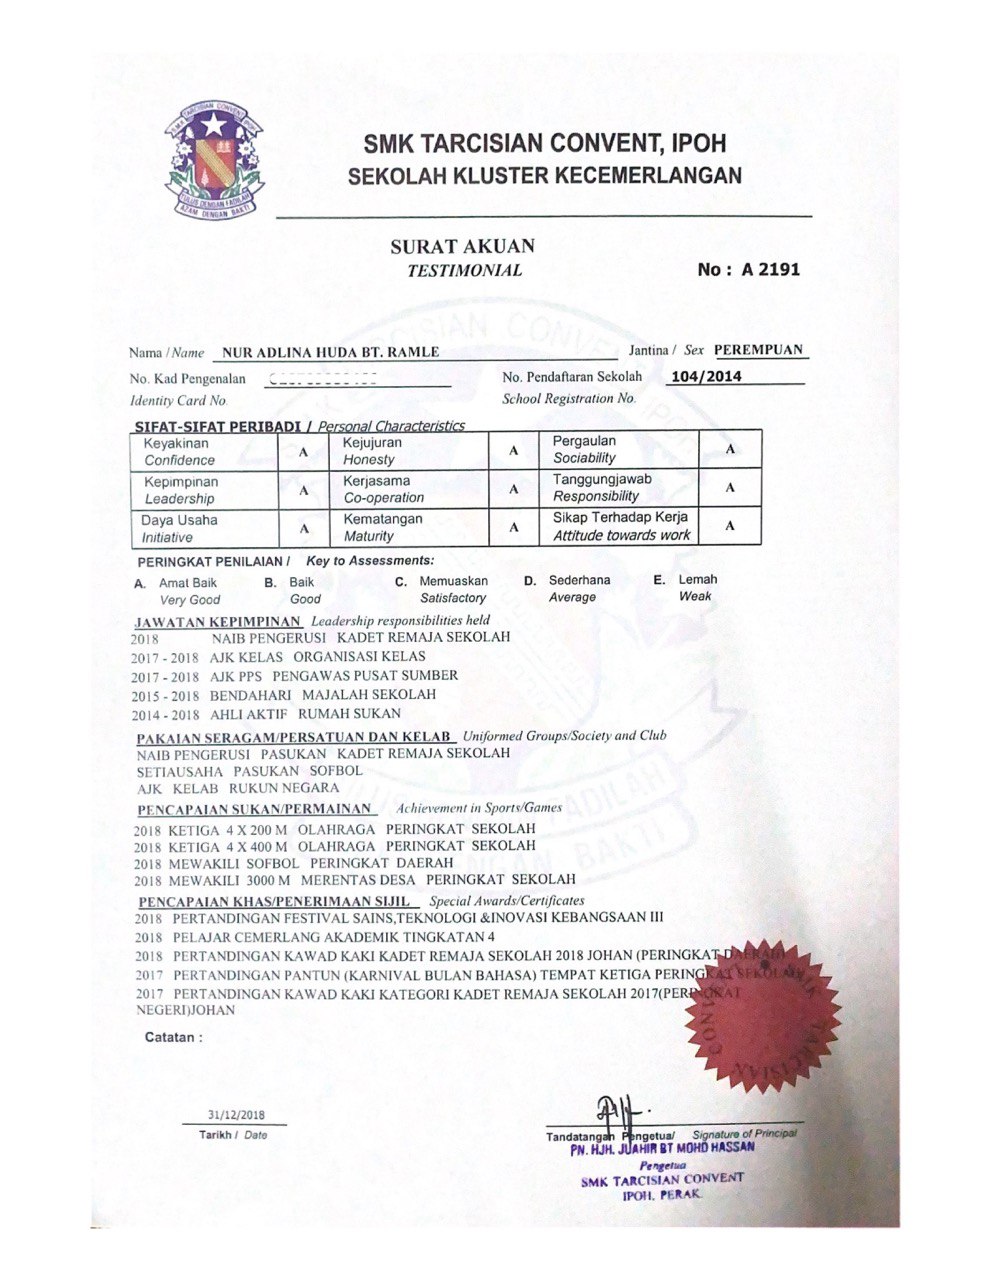 S.M.K. TARCISIAN CONVENT, IPOH
TULUS DENGAN FADILAH
AZAM DENGAN BAKTI
SMK TARCISIAN CONVENT, IPOH
SEKOLAH KLUSTER KECEMERLANGAN
SURAT AKUAN
TESTIMONIAL
No : A 2191
Nama / Name NUR ADLINA HUDA BT. RAMLE Jantina / Sex PEREMPUAN
No. Kad Pengenalan No. Pendaftaran Sekolah 104/2014
Identity Card No. School Registration No.
SIFAT-SIFAT PERIBADI / Personal Characteristics
Keyakinan A Kejujuran A Pergaulan A
Confidence Honesty Sociability
Kepimpinan A Kerjasama A Tanggungjawab A
Leadership Co-operation Responsibility
Daya Usaha A Kematangan A Sikap Terhadap Kerja A
Initiative Maturity Attitude towards work
PERINGKAT PENILAIAN / Key to Assessments:
A. Amat Baik B. Baik C. Memuaskan D. Sederhana E. Lemah
Very Good Good Satisfactory Average Weak
JAWATAN KEPIMPINAN Leadership responsibilities held
2018 NAIB PENGERUSI KADET REMAJA SEKOLAH
2017 - 2018 AJK KELAS ORGANISASI KELAS
2017 - 2018 AJK PPS PENGAWAS PUSAT SUMBER
2015 - 2018 BENDAHARI MAJALAH SEKOLAH
2014 - 2018 AHLI AKTIF RUMAH SUKAN
PAKAIAN SERAGAM/PERSATUAN DAN KELAB Uniformed Groups/Society and Club
NAIB PENGERUSI PASUKAN KADET REMAJA SEKOLAH
SETIAUSAHA PASUKAN SOFBOL
AJK KELAB RUKUN NEGARA
PENCAPAIAN SUKAN/PERMAINAN Achievement in Sports/Games
2018 KETIGA 4 X 200 M OLAHRAGA PERINGKAT SEKOLAH
2018 KETIGA 4 X 400 M OLAHRAGA PERINGKAT SEKOLAH
2018 MEWAKILI SOFBOL PERINGKAT DAERAH
2018 MEWAKILI 3000 M MERENTAS DESA PERINGKAT SEKOLAH
PENCAPAIAN KHAS/PENERIMAAN SIJIL Special Awards/Certificates
2018 PERTANDINGAN FESTIVAL SAINS,TEKNOLOGI &INOVASI KEBANGSAAN III
2018 PELAJAR CEMERLANG AKADEMIK TINGKATAN 4
2018 PERTANDINGAN KAWAD KAKI KADET REMAJA SEKOLAH 2018 JOHAN (PERINGKAT DAERAH)
2017 PERTANDINGAN PANTUN (KARNIVAL BULAN BAHASA) TEMPAT KETIGA PERINGKAT SEKOLAH
2017 PERTANDINGAN KAWAD KAKI KATEGORI KADET REMAJA SEKOLAH 2017(PERINGKAT
NEGERI)JOHAN
Catatan :
SMK TARCISIAN CONVENT
31/12/2018
Tarikh / Date
Tandatangan Pengetua/ Signature of Principal
PN. HJH. JUAHIR BT MOHD HASSAN
Pengetua
SMK TARCISIAN CONVENT
IPOH, PERAK.